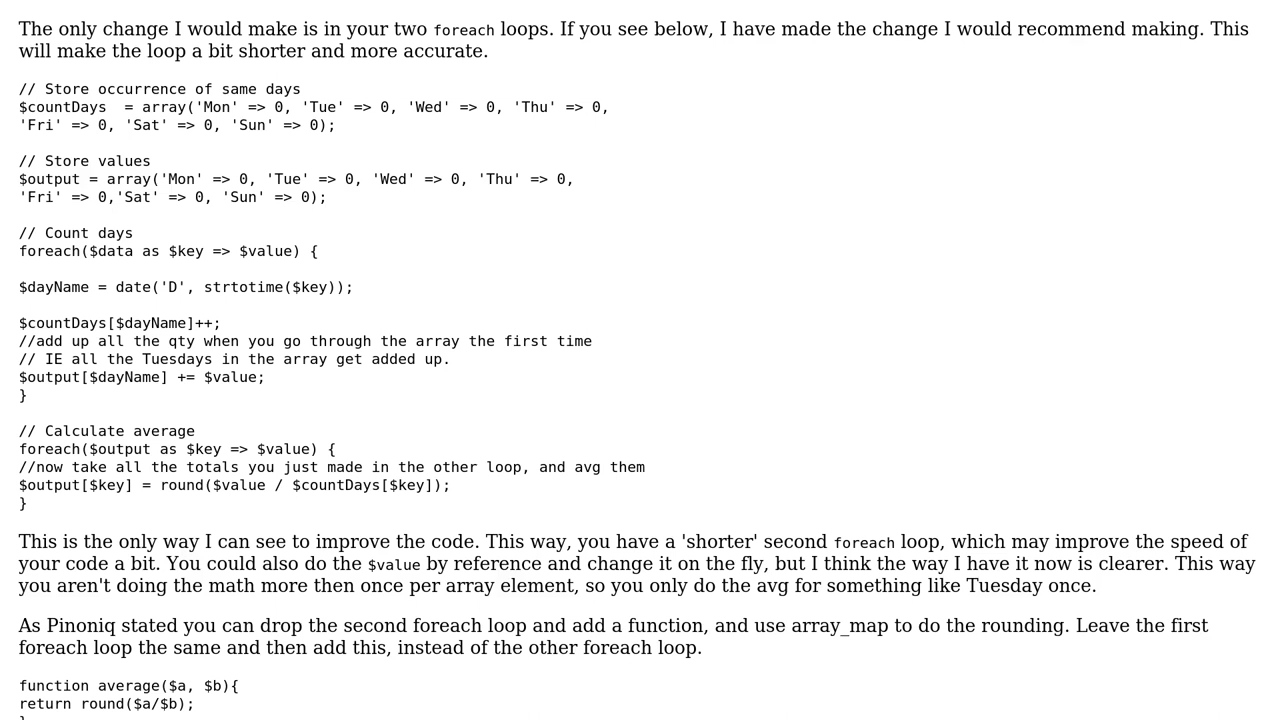 The only change I would make is in your two foreach loops. If you see below, I have made the change I would recommend making. This
will make the loop a bit shorter and more accurate.
// Store occurrence of same days
$countDays  = array('Mon' => 0, 'Tue' => 0, 'Wed' => 0, 'Thu' => 0,
'Fri' => 0, 'Sat' => 0, 'Sun' => 0);
// Store values
$output = array('Mon' => 0, 'Tue' => 0, 'Wed' => 0, 'Thu' => 0,
'Fri' => 0,'Sat' => 0, 'Sun' => 0);
// Count days
foreach($data as $key => $value) {
$dayName = date('D', strtotime($key));
$countDays[$dayName]++;
//add up all the qty when you go through the array the first time
// IE all the Tuesdays in the array get added up.
$output[$dayName] += $value;
}
// Calculate average
foreach($output as $key => $value) {
//now take all the totals you just made in the other loop, and avg them
$output[$key] = round($value / $countDays[$key]);
}
This is the only way I can see to improve the code. This way, you have a 'shorter' second foreach loop, which may improve the speed of
your code a bit. You could also do the $value by reference and change it on the fly, but I think the way I have it now is clearer. This way
you aren't doing the math more then once per array element, so you only do the avg for something like Tuesday once.
As Pinoniq stated you can drop the second foreach loop and add a function, and use array_map to do the rounding. Leave the first
foreach loop the same and then add this, instead of the other foreach loop.
function average($a, $b){
return round($a/$b);
}